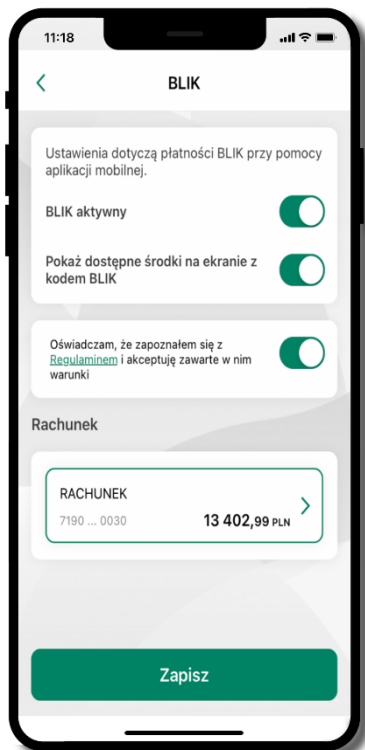 11:18
BLIK
Ustawienia dotyczą płatności BLIK przy pomocy
aplikacji mobilnej.
BLIK aktywny
Pokaż dostępne środki na ekranie z
kodem BLIK
Oświadczam, że zapoznałem się z
Regulaminem i akceptuję zawarte w nim
warunki
Rachunek
RACHUNEK
7190 ... 0030
13 402,99 PLN
Zapisz